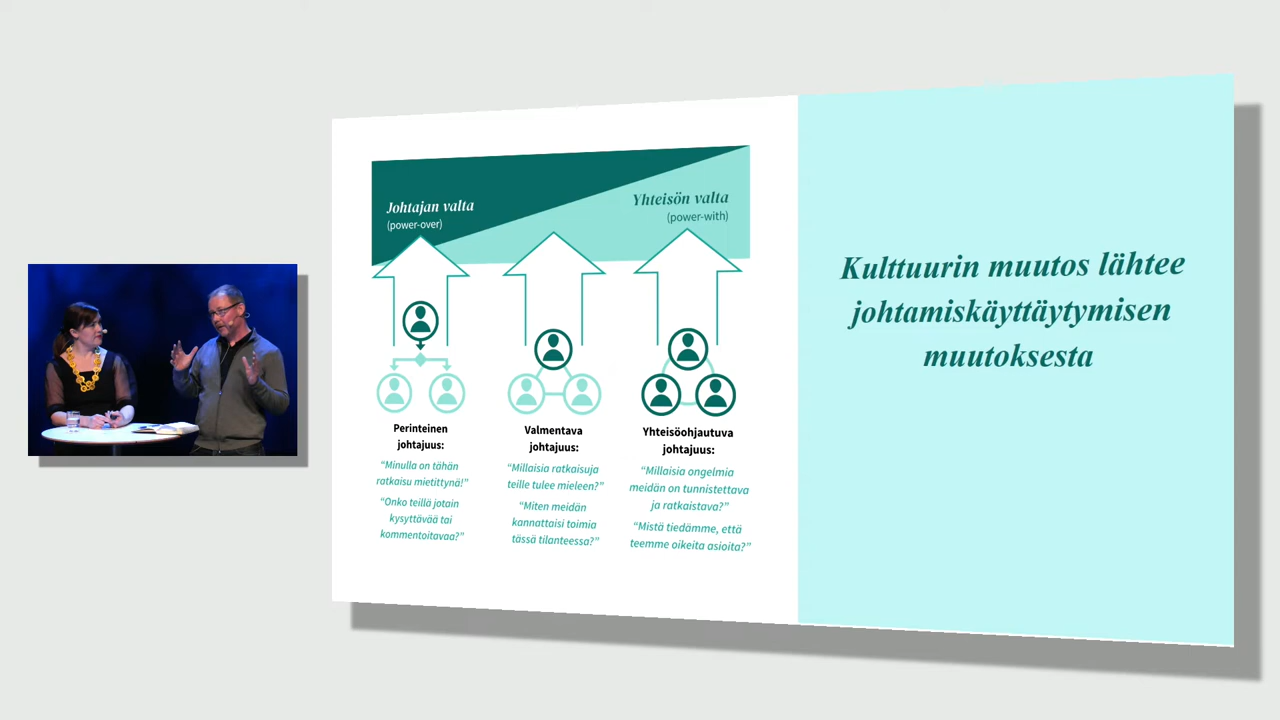 Johtajan valta
(power-over)
Yhteisön valta
(power-with)
Perinteinen
johtajuus:
“Minulla on tähän
ratkaisu mietittynä!”
“Onko teillä jotain
kysyttävää tai
kommentoitavaa?”
Valmentava
johtajuus:
“Millaisia ratkaisuja
teille tulee mieleen?”
“Miten meidän
kannattaisi toimia
tässä tilanteessa?”
Yhteisöohjautuva
johtajuus:
“Millaisia ongelmia
meidän on tunnistettava
ja ratkaistava?”
“Mistä tiedämme, että
teemme oikeita asioita?”
Kulttuurin muutos lähtee
johtamiskäyttäytymisen
muutoksesta